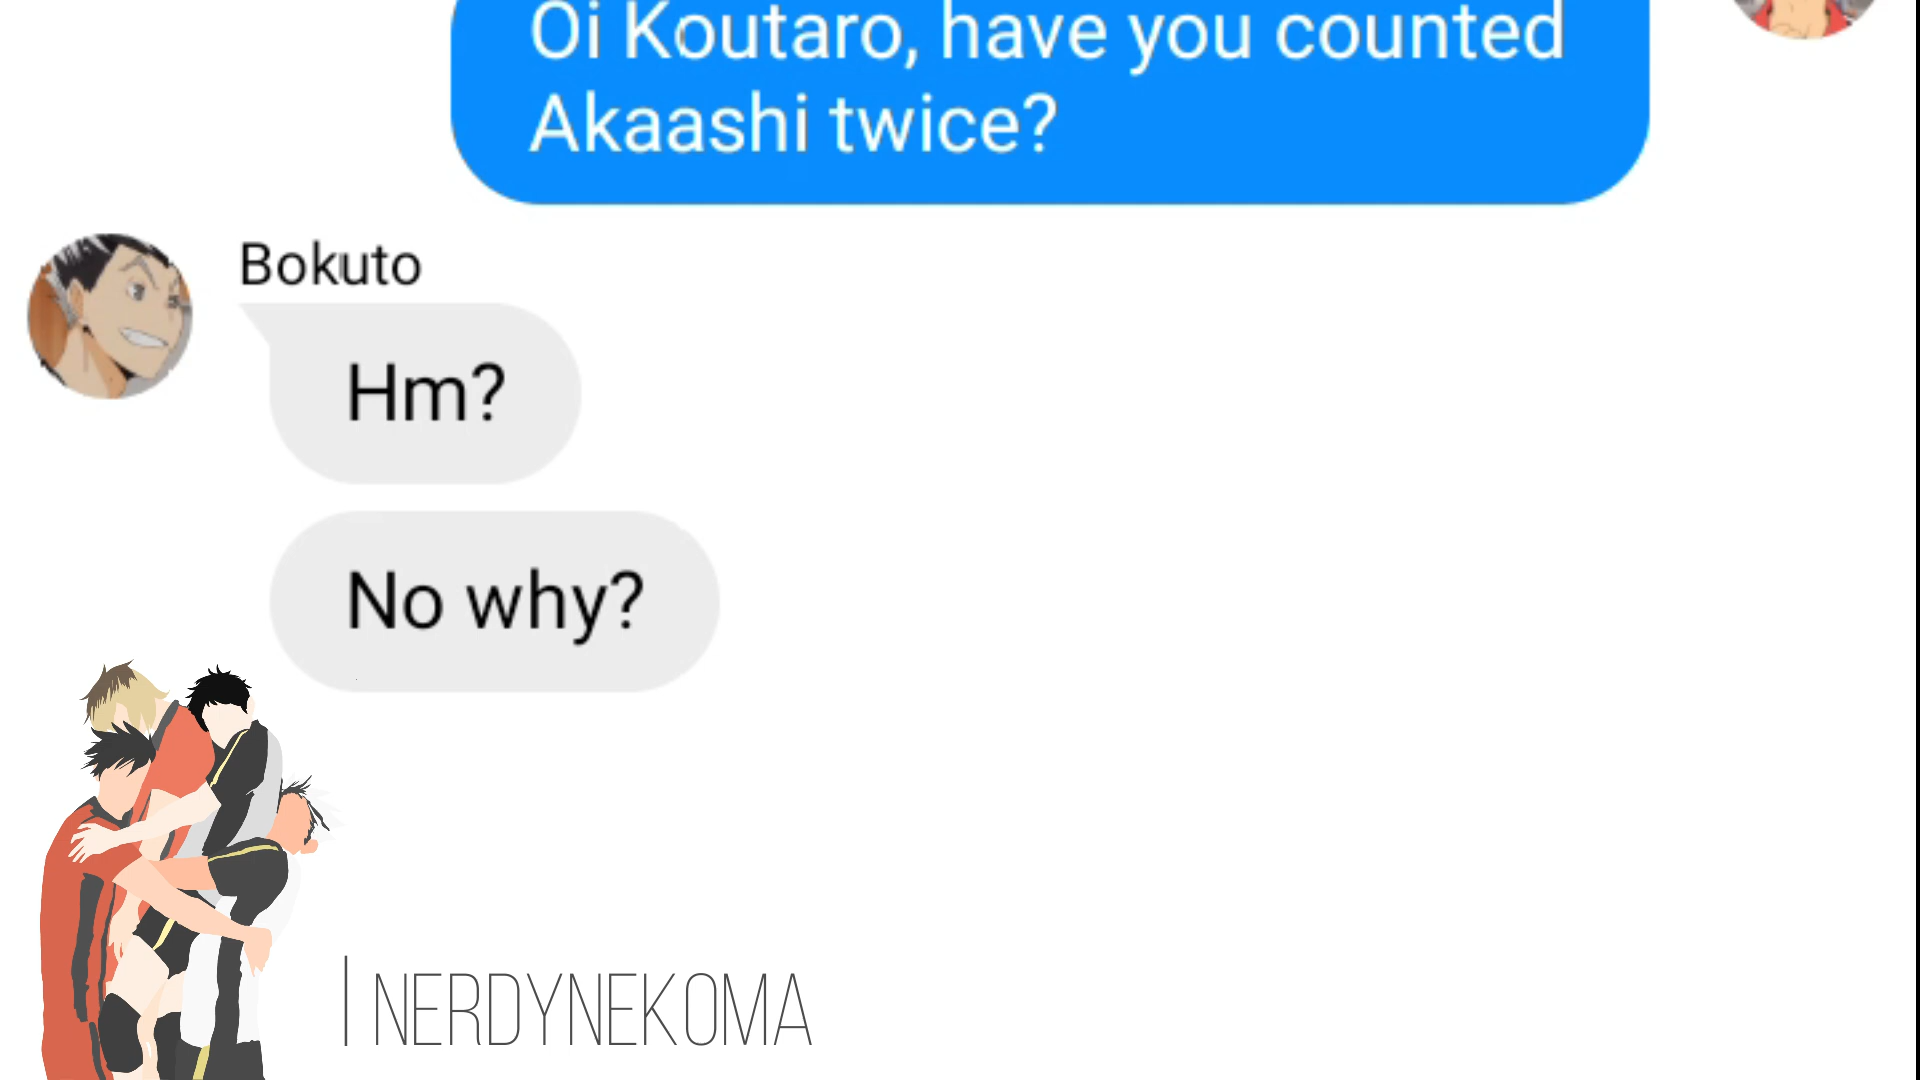 Oi Koutaro, have you counted
Akaashi twice?
Bokuto
Hm?
No why?
| NERDYNEKOMA